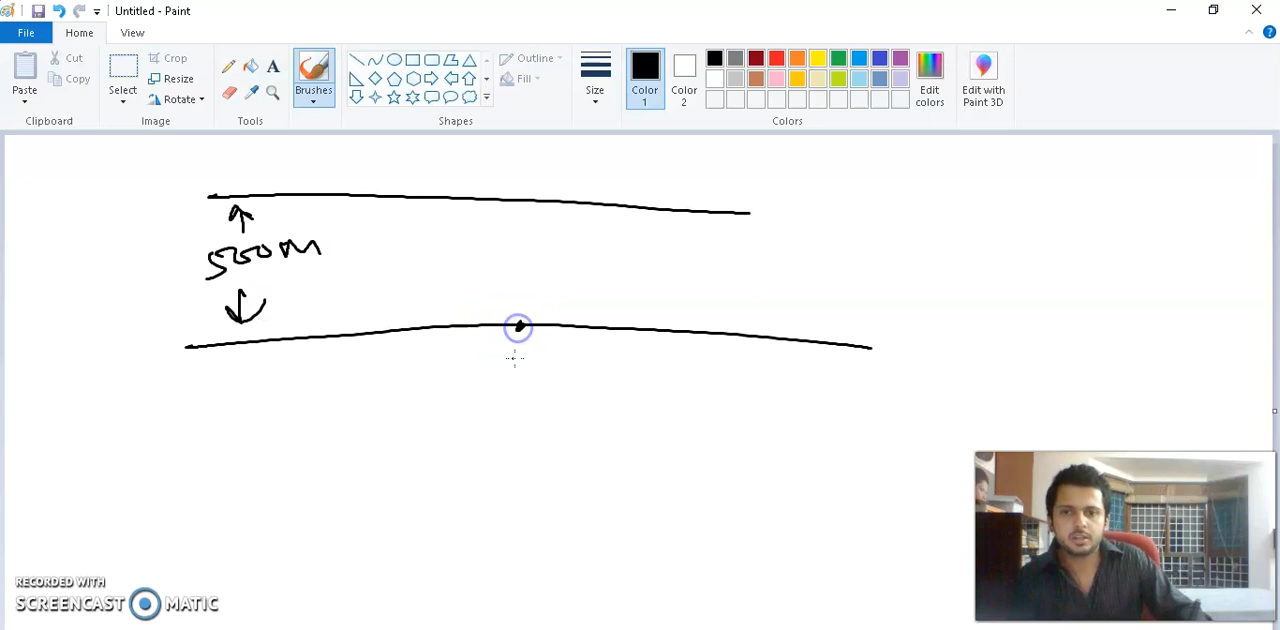 Untitled - Paint
File
Home
View
Paste
Cut
Copy
Clipboard
Select
Crop
Resize
Rotate
Image
A
Tools
Brushes
Outline
Fill
Shapes
Size
Color 1
Color 2
Edit colors
Colors
Edit with Paint 3D
500m
RECORDED WITH
SCREENCAST MATIC